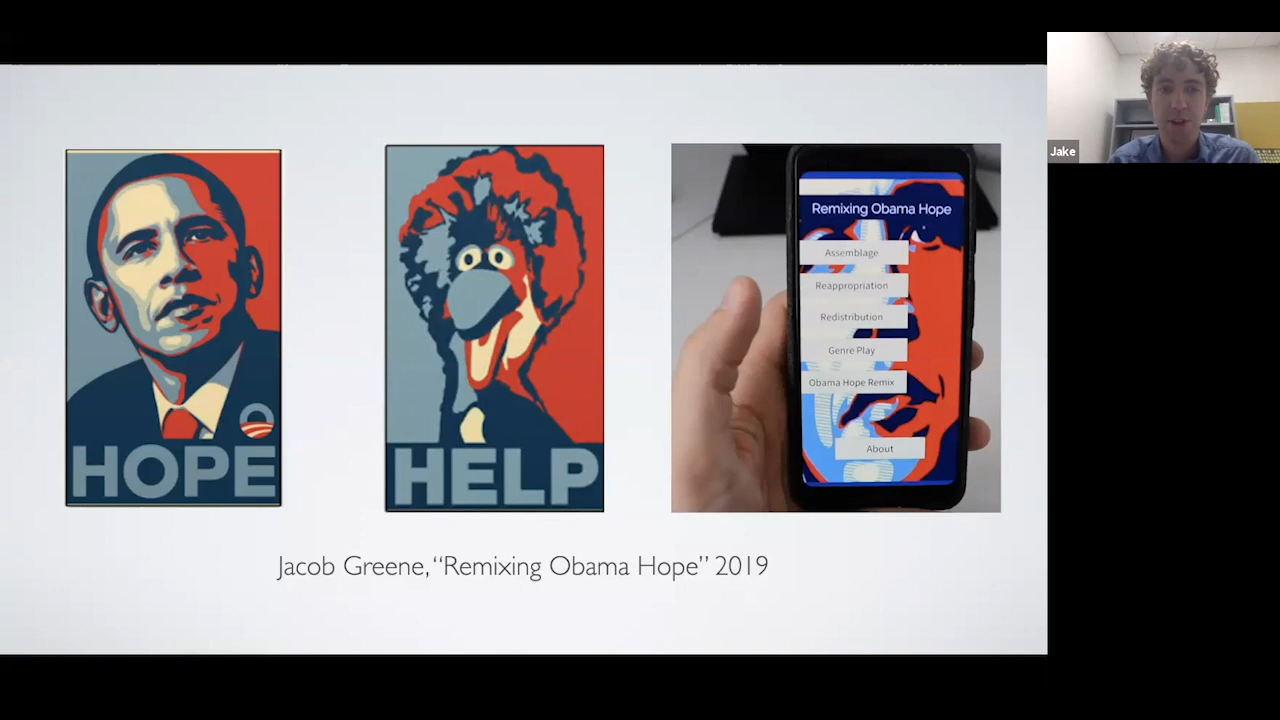 Jake
HOPE
HELP
Remixing Obama Hope
Assemblage
Reappropriation
Redistribution
Genre Play
Obama Hope Remix
About
Jacob Greene, “Remixing Obama Hope” 2019